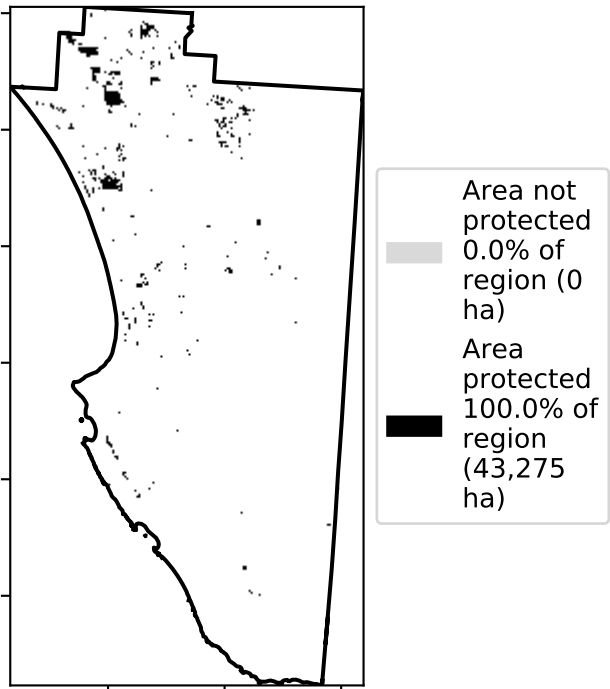 Area not
protected
0.0% of
region (0
ha)
Area
protected
100.0% of
region
(43,275
ha)